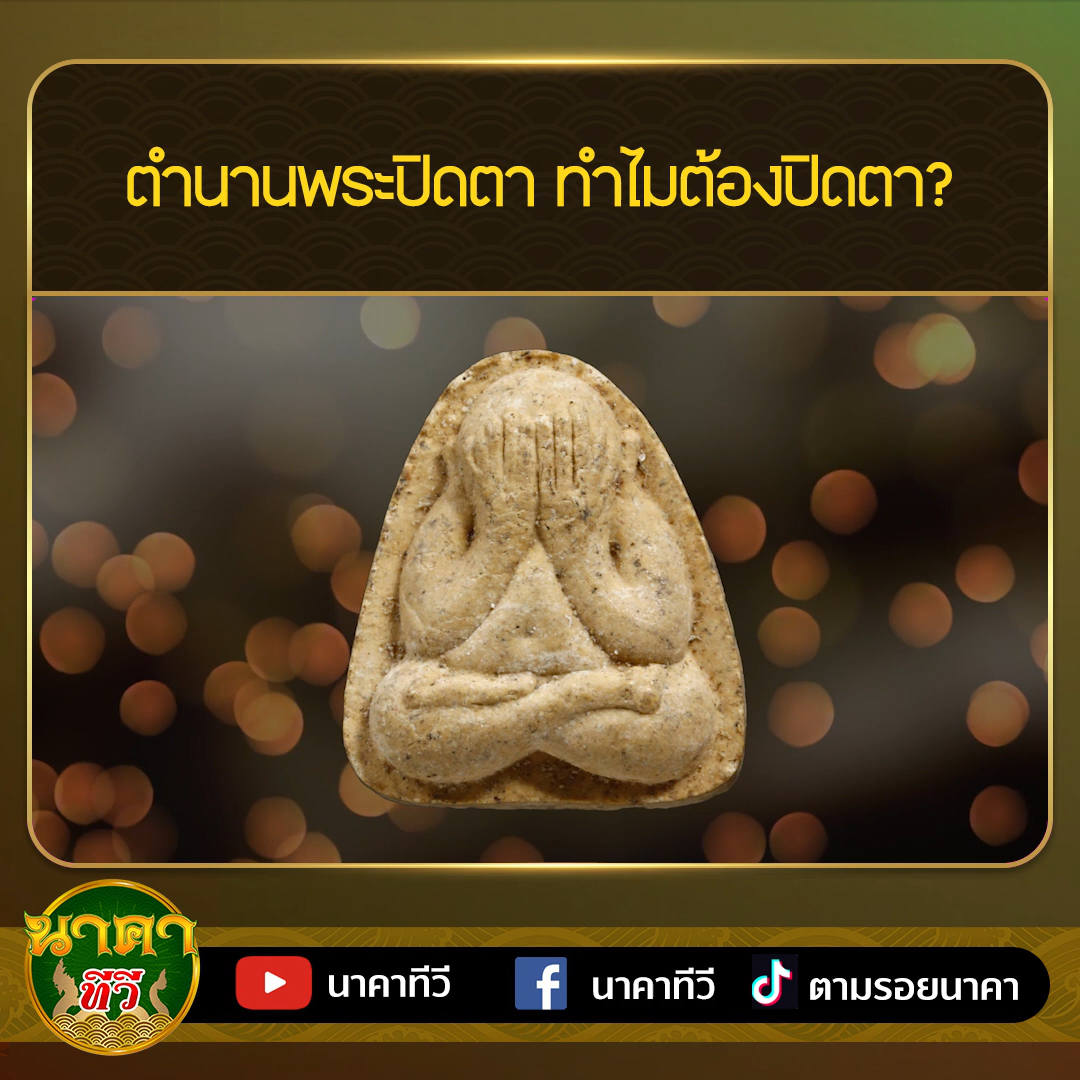 ตำนานพระปิดตา ทำไมต้องปิดตา?
นาคา
ทีวี
นาคาทีวี
นาคาทีวี
ตามรอยนาคา